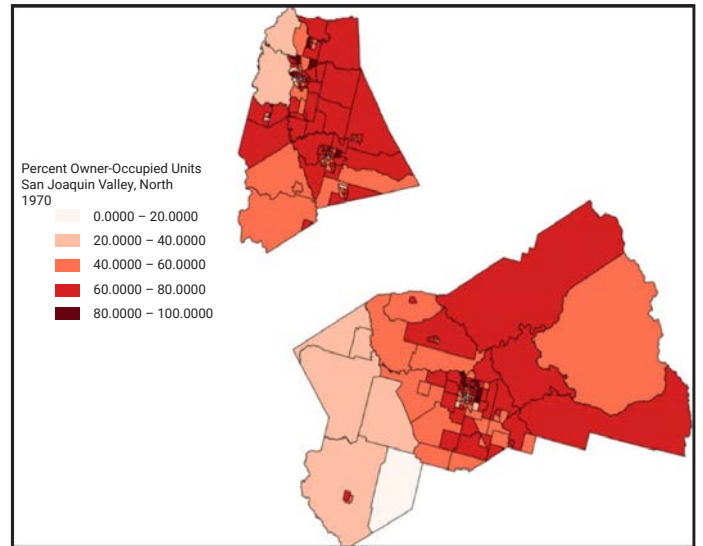 Percent Owner-Occupied Units
San Joaquin Valley, North
1970
0.0000 – 20.0000
20.0000 – 40.0000
40.0000 – 60.0000
60.0000 – 80.0000
80.0000 – 100.0000